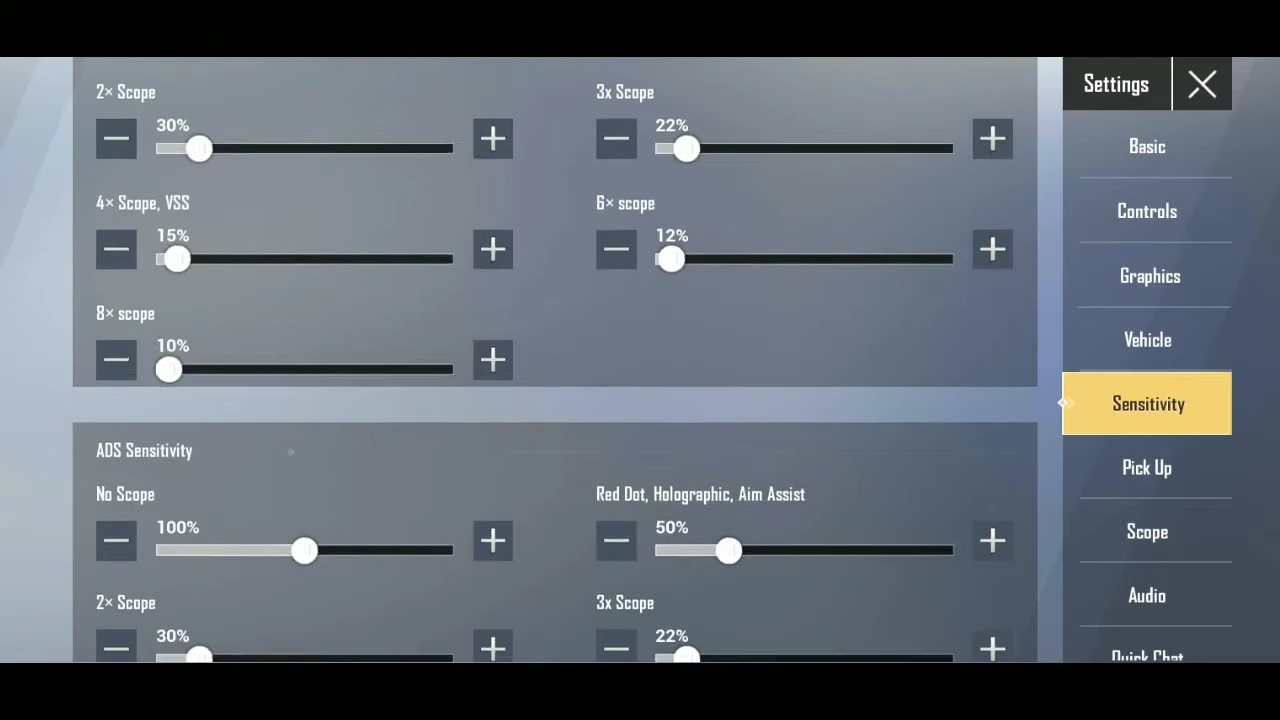 2× Scope
30%
3x Scope
22%
4× Scope, VSS
15%
6× scope
12%
8× scope
10%
ADS Sensitivity
No Scope
100%
Red Dot, Holographic, Aim Assist
50%
2× Scope
30%
3x Scope
22%
Settings
Basic
Controls
Graphics
Vehicle
Sensitivity
Pick Up
Scope
Audio
Quick Chat